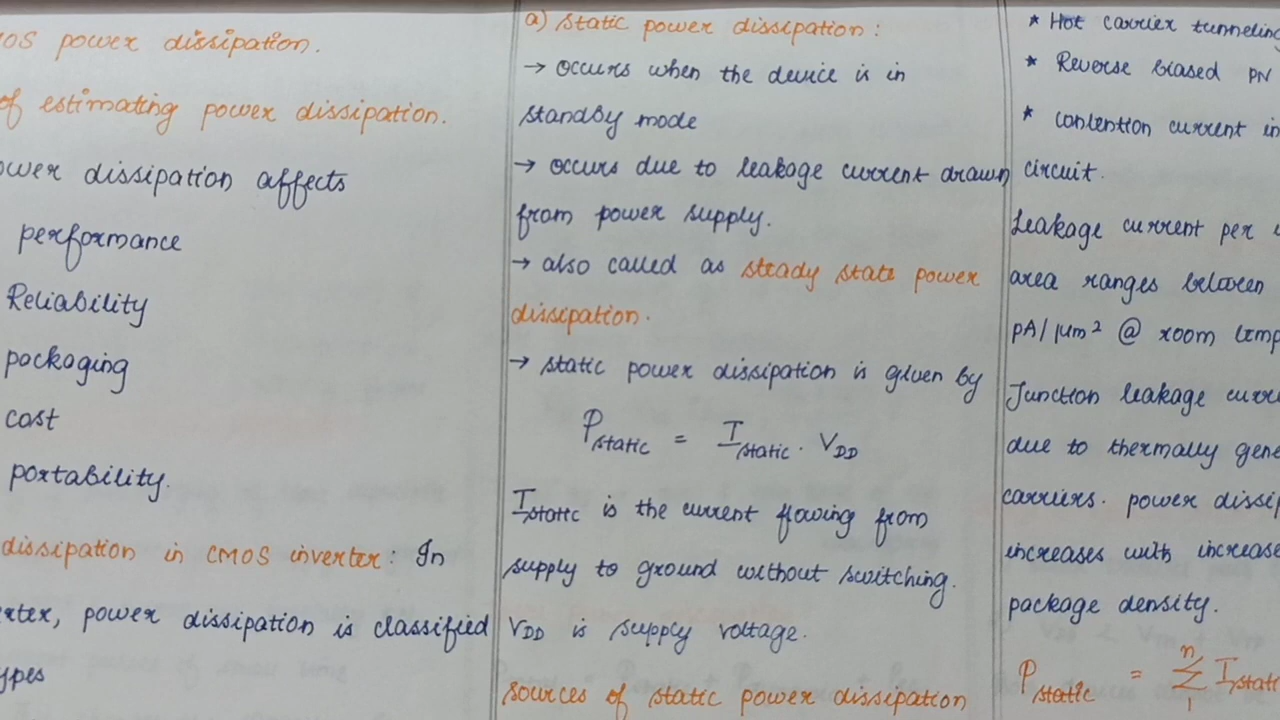 OS power dissipation.
of estimating power dissipation.
ower dissipation affects
performance
Reliability
packaging
cost
portability.
dissipation in CMOS inverter: In
rter, power dissipation is classified
ypes
a) static power dissipation:
→ occurs when the device is in
standby mode
→ occurs due to leakage current drawn
from power supply.
→ also called as steady state power
dissipation.
→ static power dissipation is given by
Pstatic = Istatic . VDD
Istatic is the current flowing from
supply to ground without switching.
VDD is supply voltage.
sources of static power dissipation
* Hot carrier tunneling
* Reverse biased PN
* contention current in
circuit.
Leakage current per
area ranges between
pA/μm² @ room temp
Junction leakage curre
due to thermally gene
carriers. power dissip
increases with increase
package density.
Pstatic = n Σ 1 Istat